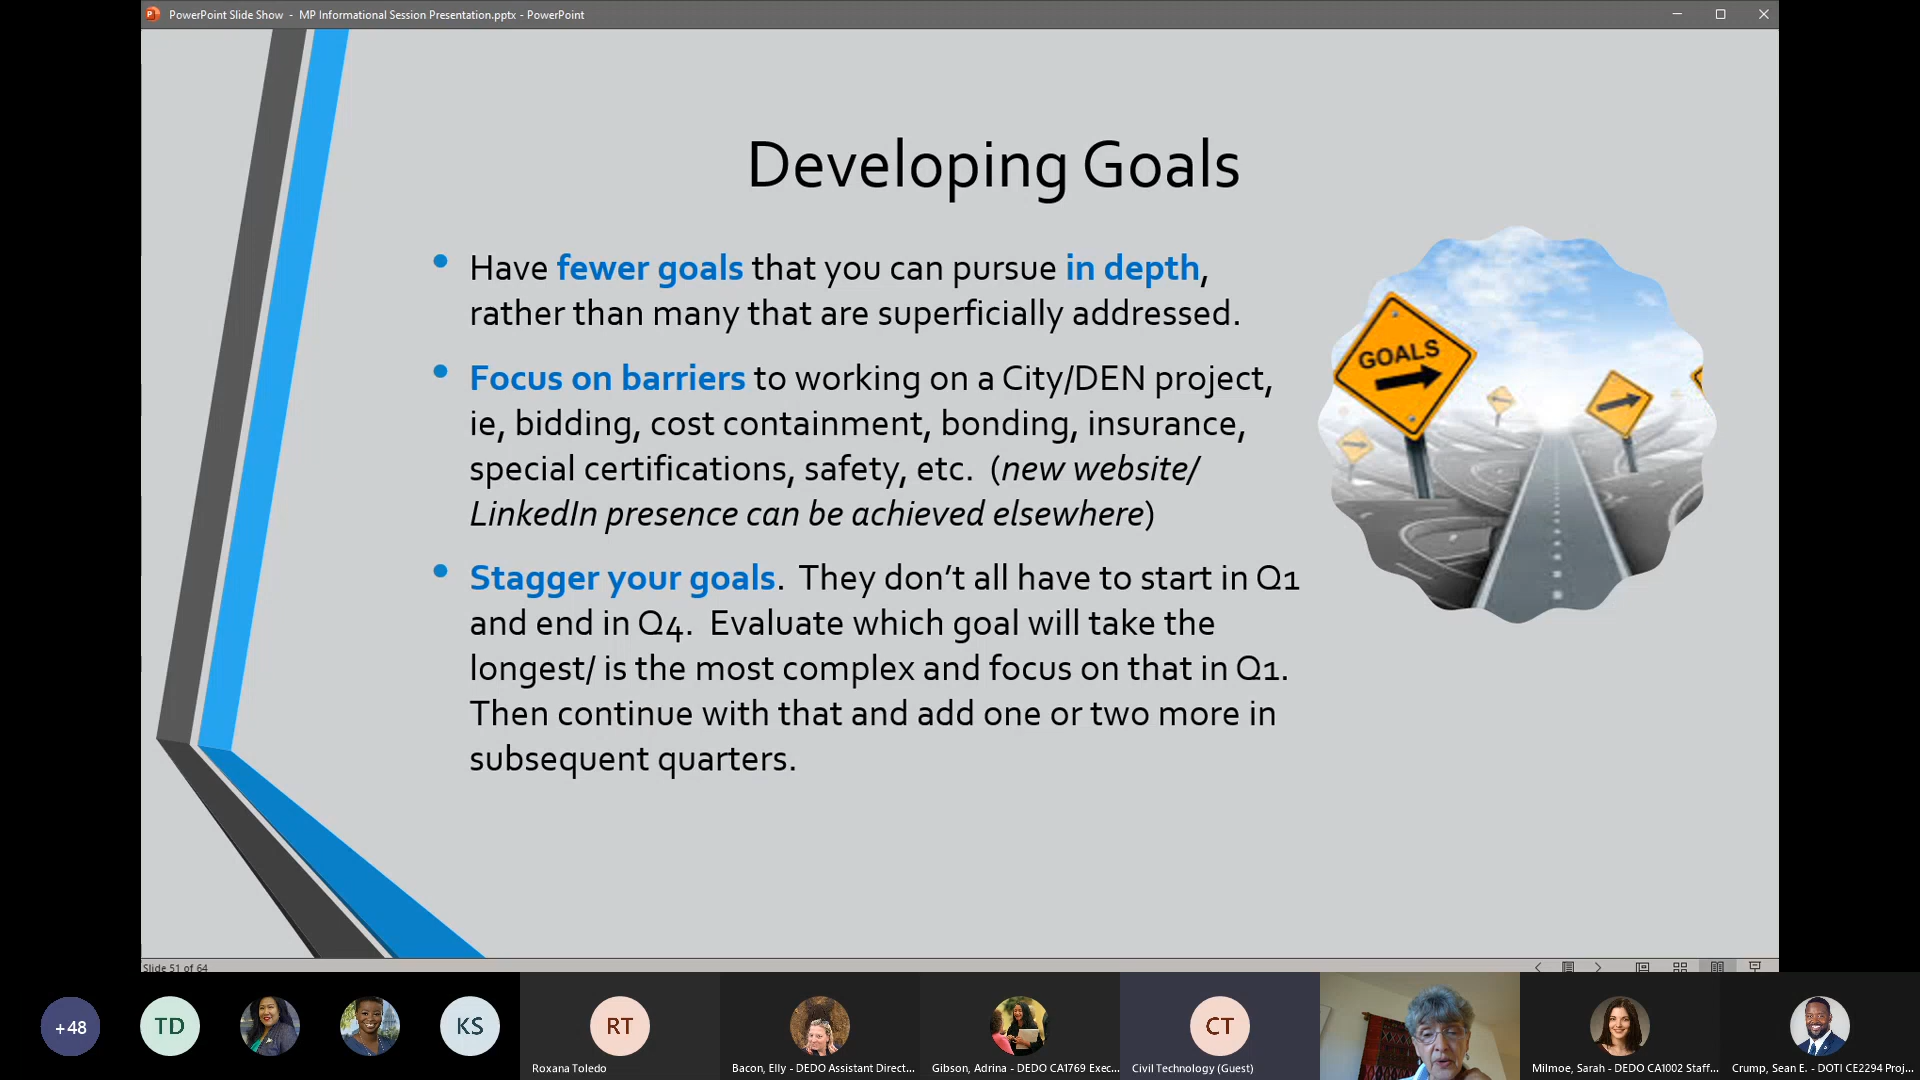 PowerPoint Slide Show - MP Informational Session Presentation.pptx - PowerPoint
Developing Goals
• Have fewer goals that you can pursue in depth,
rather than many that are superficially addressed.
• Focus on barriers to working on a City/DEN project,
ie, bidding, cost containment, bonding, insurance,
special certifications, safety, etc. (new website/
LinkedIn presence can be achieved elsewhere)
• Stagger your goals. They don’t all have to start in Q1
and end in Q4. Evaluate which goal will take the
longest/ is the most complex and focus on that in Q1.
Then continue with that and add one or two more in
subsequent quarters.
GOALS
Slide 51 of 64
+48
TD
KS
RT
CT
Roxana Toledo
Bacon, Elly - DEDO Assistant Direct...
Gibson, Adrina - DEDO CA1769 Exec...
Civil Technology (Guest)
Milmoe, Sarah - DEDO CA1002 Staff...
Crump, Sean E. - DOTI CE2294 Proj...